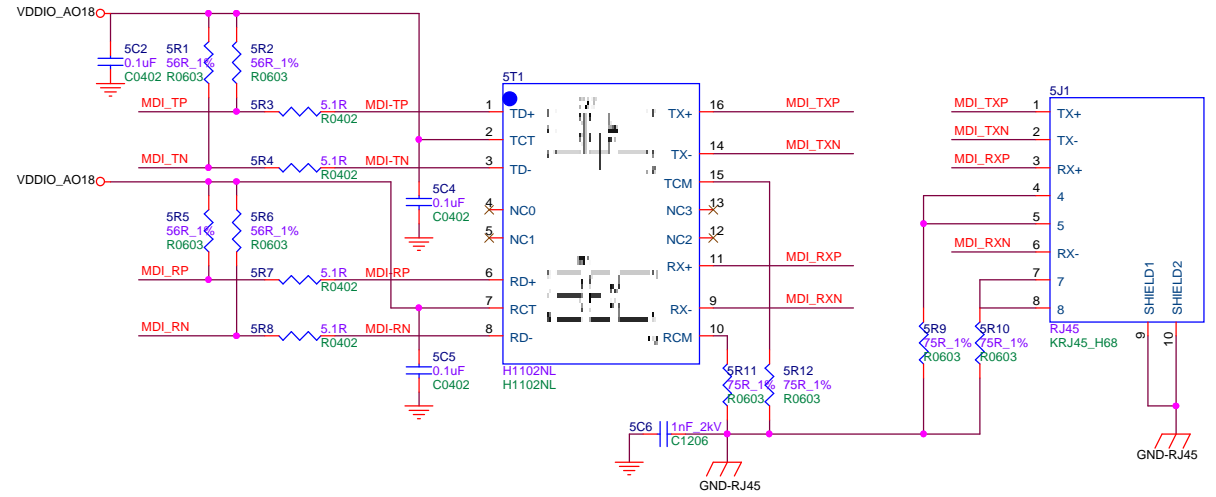 VDDIO_AO18
5C2
0.1uF
C0402
5R1
56R_1%
R0603
5R2
56R_1%
R0603
MDI_TP
5R3
5.1R
R0402
MDI-TP
MDI_TN
5R4
5.1R
R0402
MDI-TN
VDDIO_AO18
5C4
0.1uF
C0402
5R5
56R_1%
R0603
5R6
56R_1%
R0603
MDI_RP
5R7
5.1R
R0402
MDI-RP
MDI_RN
5R8
5.1R
R0402
MDI-RN
5C5
0.1uF
C0402
5T1
1 TD+ TX+ 16
2 TCT
3 TD- TX- 14
TCM 15
4 NC0 NC3 13
5 NC1 NC2 12
6 RD+ RX+ 11
7 RCT RX- 9
8 RD- RCM 10
H1102NL
H1102NL
MDI_TXP
MDI_TXN
MDI_RXP
MDI_RXN
5R11
75R_1%
R0603
5R12
75R_1%
R0603
5C6
1nF_2kV
C1206
GND-RJ45
5J1
MDI_TXP 1 TX+
MDI_TXN 2 TX-
MDI_RXP 3 RX+
4 4
5 5
MDI_RXN 6 RX-
7 7
8 8
SHIELD1
SHIELD2
9
10
RJ45
KRJ45_H68
5R9
75R_1%
R0603
5R10
75R_1%
R0603
GND-RJ45